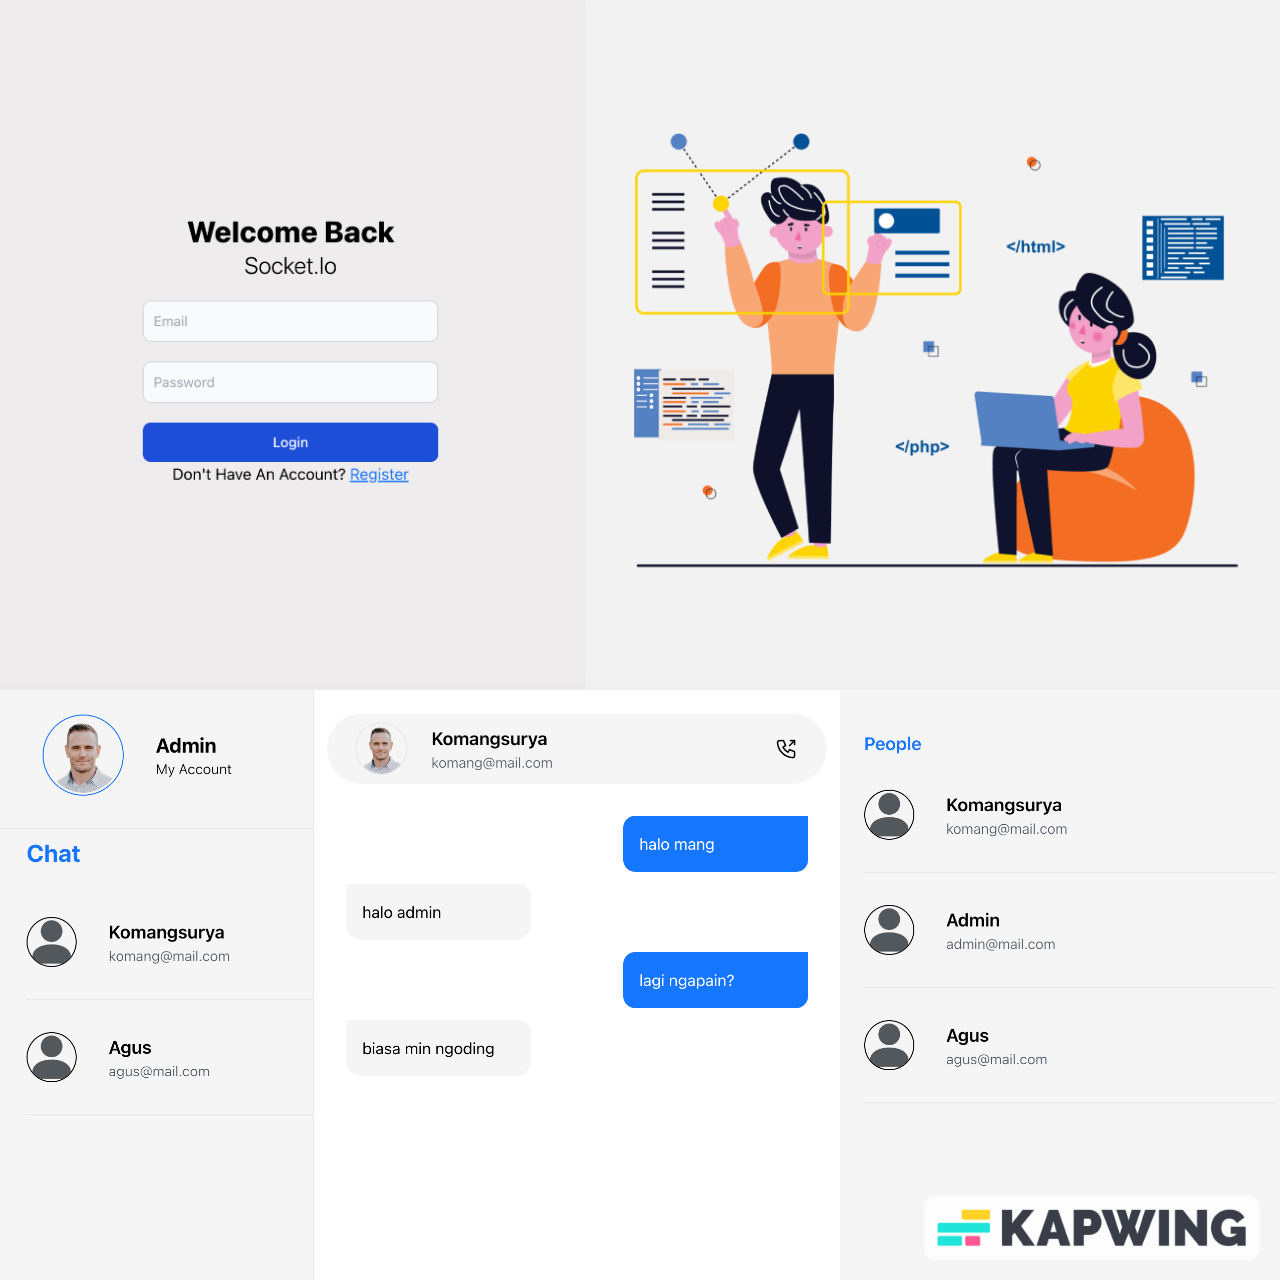 Welcome Back
Socket.Io
Email
Password
Login
Don't Have An Account? Register
</html>
</php>
Admin
My Account
Chat
Komangsurya
komang@mail.com
Agus
agus@mail.com
Komangsurya
komang@mail.com
halo mang
halo admin
lagi ngapain?
biasa min ngoding
People
Komangsurya
komang@mail.com
Admin
admin@mail.com
Agus
agus@mail.com
KAPWING